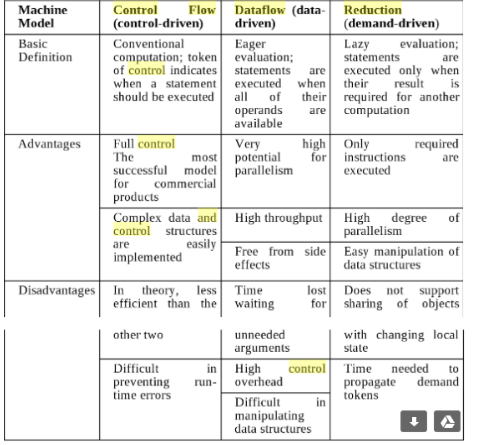 Machine Model
Control Flow (control-driven)
Dataflow (data-driven)
Reduction (demand-driven)
Basic Definition
Conventional
computation; token
of control indicates
when a statement
should be executed
Eager
evaluation;
statements are
executed when
all of their
operands are
available
Lazy evaluation;
statements are
executed only when
their result is
required for another
computation
Advantages
Full control
The most
successful model
for commercial
products
Very high
potential for
parallelism
Only required
instructions are
executed
Complex data and
control structures
are easily
implemented
High throughput
High degree of
parallelism
Free from side
effects
Easy manipulation of
data structures
Disadvantages
In theory, less
efficient than the
other two
Time lost
waiting for
unneeded
arguments
Does not support
sharing of objects
with changing local
state
Difficult in
preventing run-
time errors
High control
overhead
Time needed to
propagate demand
tokens
Difficult in
manipulating
data structures